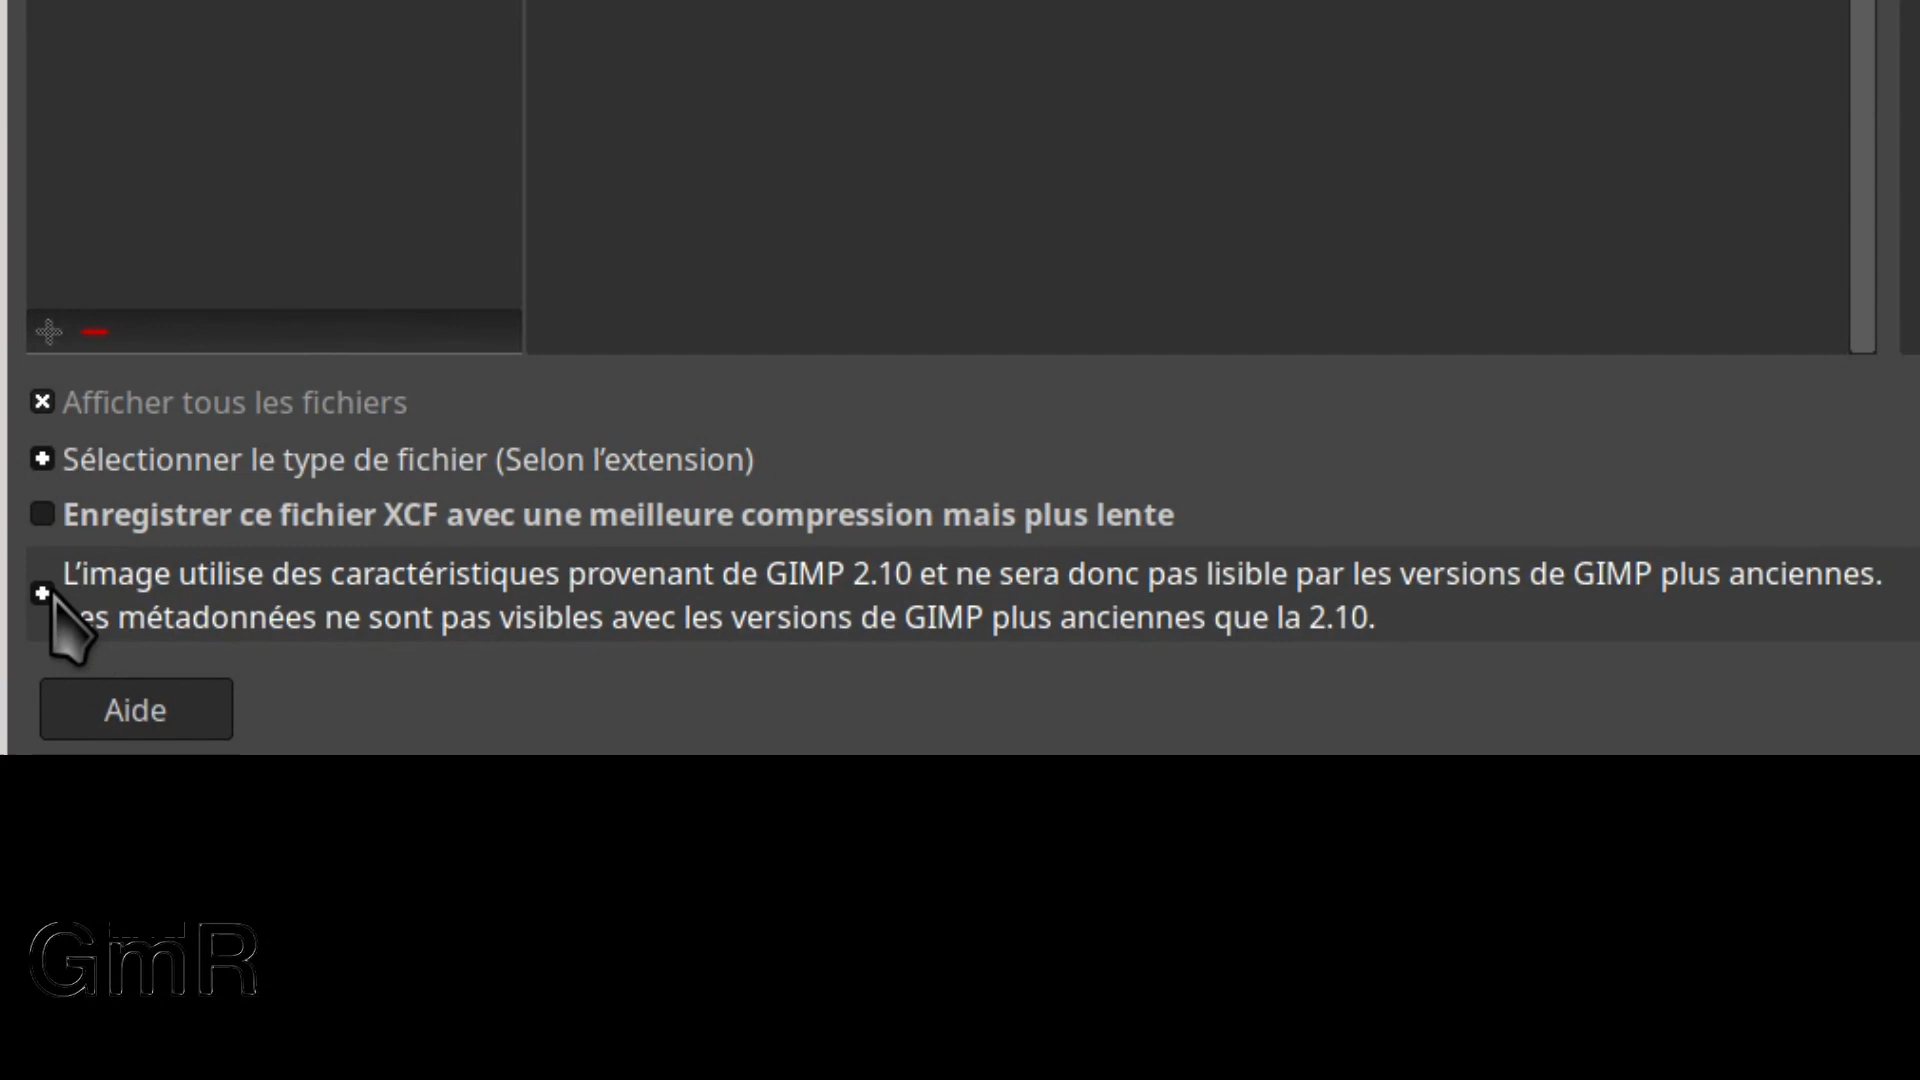 Afficher tous les fichiers
Sélectionner le type de fichier (Selon l’extension)
Enregistrer ce fichier XCF avec une meilleure compression mais plus lente
L’image utilise des caractéristiques provenant de GIMP 2.10 et ne sera donc pas lisible par les versions de GIMP plus anciennes.
métadonnées ne sont pas visibles avec les versions de GIMP plus anciennes que la 2.10.
Aide
GmR